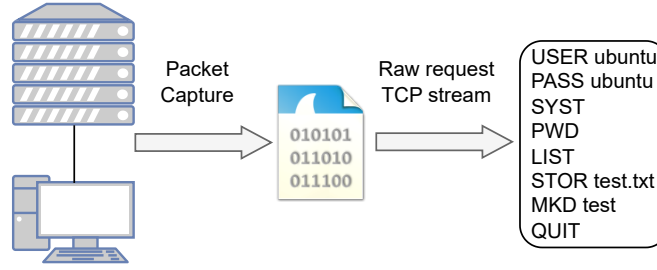 Packet
Capture
010101
011010
011100
Raw request
TCP stream
USER ubuntu
PASS ubuntu
SYST
PWD
LIST
STOR test.txt
MKD test
QUIT